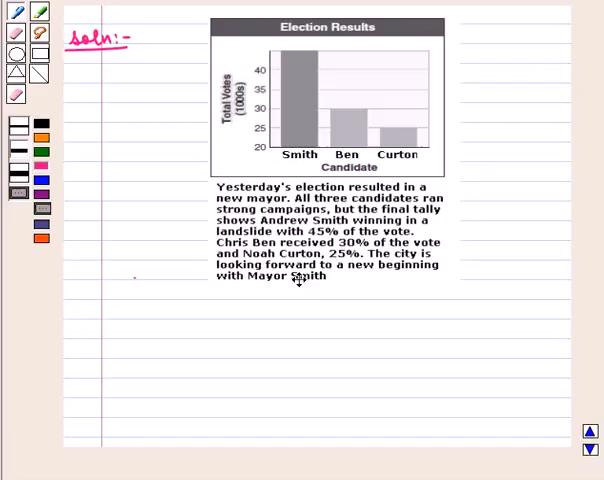 soln:-
Election Results
Total Votes
(1000s)
40
35
30
25
20
Smith Ben Curton
Candidate
Yesterday's election resulted in a
new mayor. All three candidates ran
strong campaigns, but the final tally
shows Andrew Smith winning in a
landslide with 45% of the vote.
Chris Ben received 30% of the vote
and Noah Curton, 25%. The city is
looking forward to a new beginning
with Mayor Smith